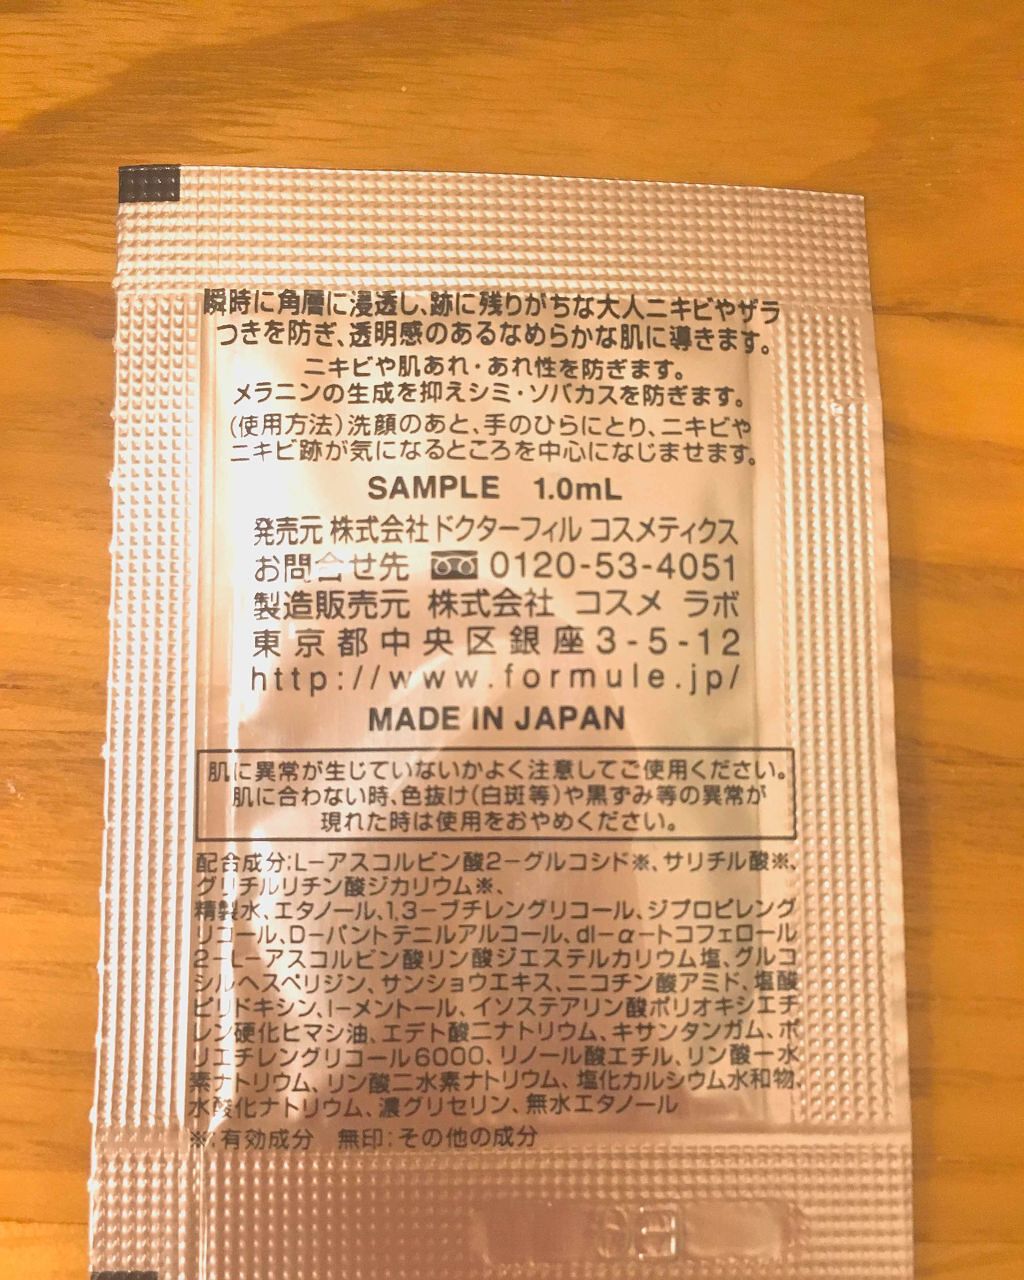 瞬時に角層に浸透し、跡に残りがちな大人ニキビやザラ
つきを防ぎ、透明感のあるなめらかな肌に導きます。
ニキビや肌あれ・あれ性を防ぎます。
メラニンの生成を抑えシミ・ソバカスを防ぎます。
(使用方法)洗顔のあと、手のひらにとり、ニキビや
ニキビ跡が気になるところを中心になじませます。
SAMPLE 1.0mL
発売元 株式会社ドクターフィル コスメティクス
お問合せ先 0120-53-4051
製造販売元 株式会社 コスメ ラボ
東京都中央区銀座3-5-12
http://www.formule.jp/
MADE IN JAPAN
肌に異常が生じていないかよく注意してご使用ください。
肌に合わない時、色抜け(白斑等)や黒ずみ等の異常が
現れた時は使用をおやめください。
配合成分:L-アスコルビン酸2-グルコシド※、サリチル酸※、
グリチルリチン酸ジカリウム※、
精製水、エタノール、1,3-ブチレングリコール、ジプロピレング
リコール、D-パントテニルアルコール、dl-α-トコフェロール
2-L-アスコルビン酸リン酸ジエステルカリウム塩、グルコ
シルヘスペリジン、サンショウエキス、ニコチン酸アミド、塩酸
ピリドキシン、l-メントール、イソステアリン酸ポリオキシエチ
レン硬化ヒマシ油、エデト酸二ナトリウム、キサンタンガム、ポ
リエチレングリコール6000、リノール酸エチル、リン酸一水
素ナトリウム、リン酸二水素ナトリウム、塩化カルシウム水和物、
水酸化ナトリウム、濃グリセリン、無水エタノール
※:有効成分 無印:その他の成分